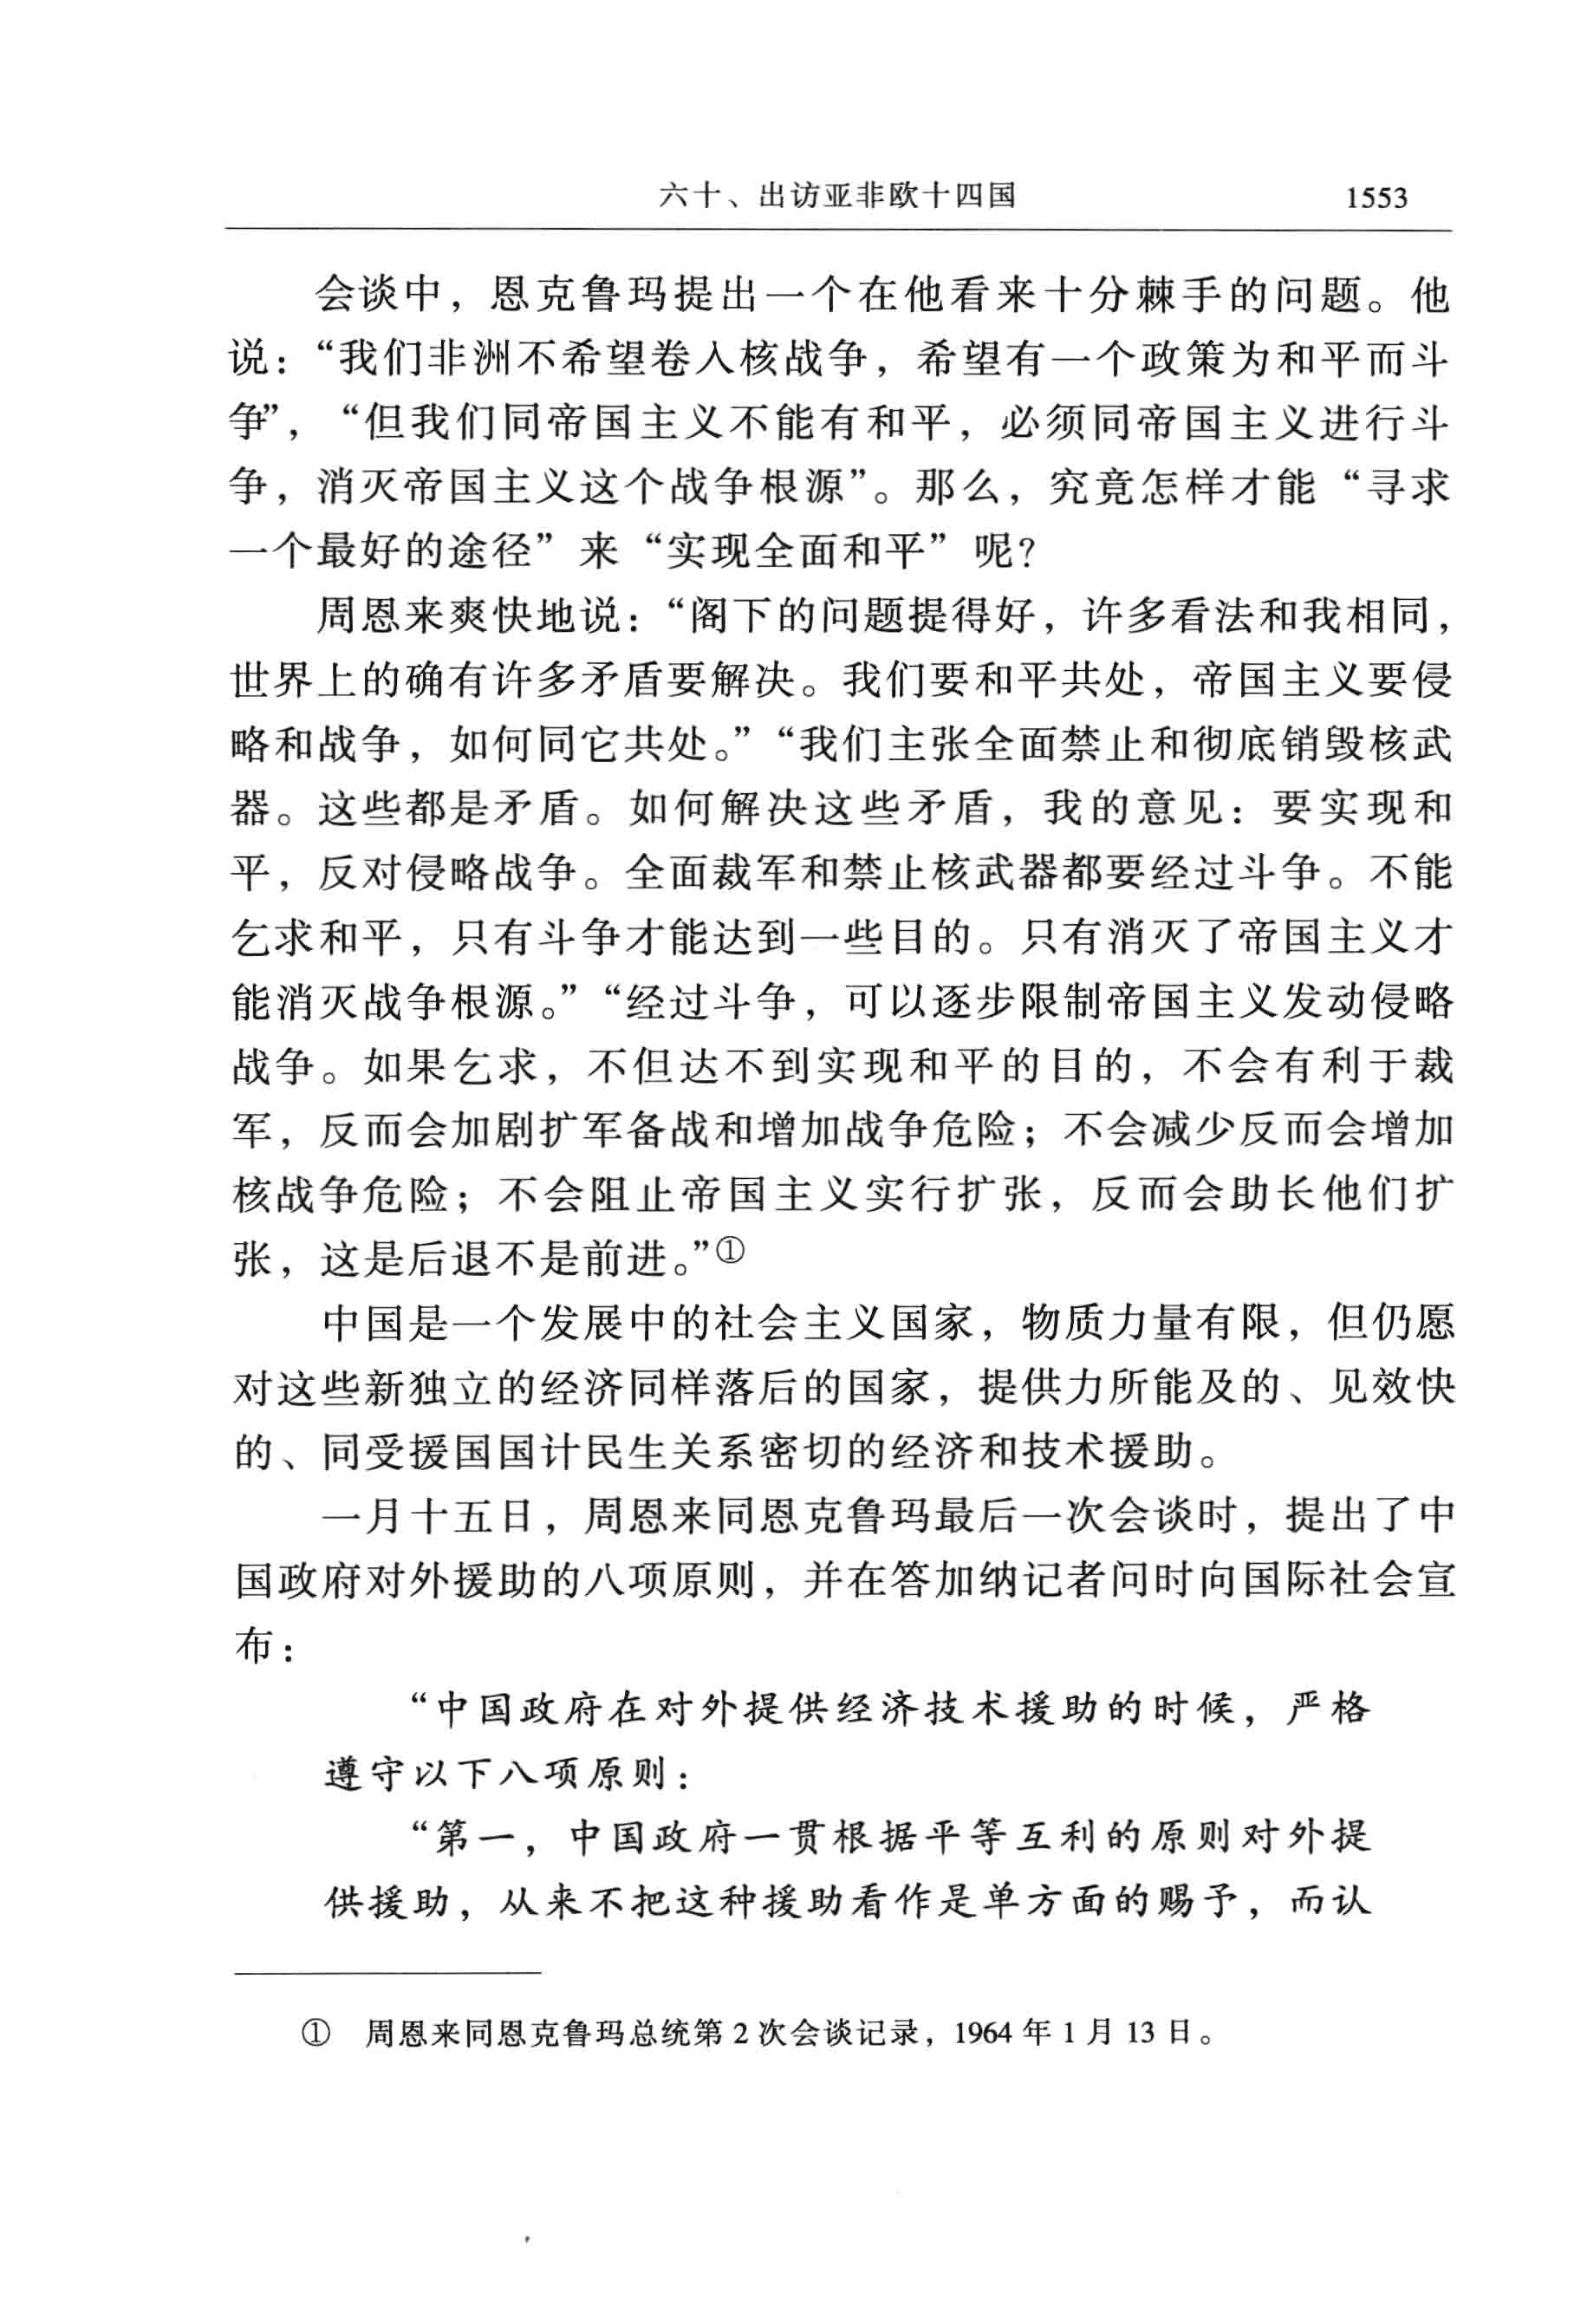 六十、出访亚非欧十四国 1553
会谈中，恩克鲁玛提出一个在他看来十分棘手的问题。他
说：“我们非洲不希望卷入核战争，希望有一个政策为和平而斗
争”，“但我们同帝国主义不能有和平，必须同帝国主义进行斗
争，消灭帝国主义这个战争根源”。那么，究竟怎样才能“寻求
一个最好的途径”来“实现全面和平”呢？
周恩来爽快地说：“阁下的问题提得好，许多看法和我相同，
世界上的确有许多矛盾要解决。我们要和平共处，帝国主义要侵
略和战争，如何同它共处。”“我们主张全面禁止和彻底销毁核武
器。这些都是矛盾。如何解决这些矛盾，我的意见：要实现和
平，反对侵略战争。全面裁军和禁止核武器都要经过斗争。不能
乞求和平，只有斗争才能达到一些目的。只有消灭了帝国主义才
能消灭战争根源。”“经过斗争，可以逐步限制帝国主义发动侵略
战争。如果乞求，不但达不到实现和平的目的，不会有利于裁
军，反而会加剧扩军备战和增加战争危险；不会减少反而会增加
核战争危险；不会阻止帝国主义实行扩张，反而会助长他们扩
张，这是后退不是前进。”①
中国是一个发展中的社会主义国家，物质力量有限，但仍愿
对这些新独立的经济同样落后的国家，提供力所能及的、见效快
的、同受援国国计民生关系密切的经济和技术援助。
一月十五日，周恩来同恩克鲁玛最后一次会谈时，提出了中
国政府对外援助的八项原则，并在答加纳记者问时向国际社会宣
布：
“中国政府在对外提供经济技术援助的时候，严格
遵守以下八项原则：
“第一，中国政府一贯根据平等互利的原则对外提
供援助，从来不把这种援助看作是单方面的赐予，而认
① 周恩来同恩克鲁玛总统第2次会谈记录，1964年1月13日。